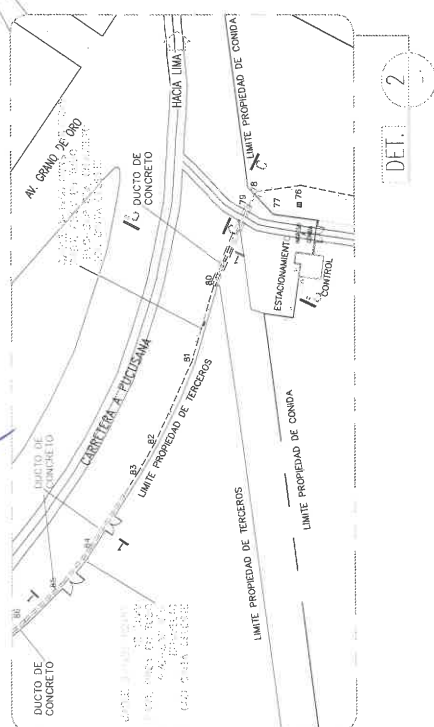 AV. GRANO DE ORO
HACIA LIMA
LIMITE PROPIEDAD DE CONIDA
DUCTO DE
CONCRETO
CARRETERA A PUCUSANA
79
8
77
76
80
ESTACIONAMIENTO
CONTROL
81
82
83
LIMITE PROPIEDAD DE TERCEROS
DUCTO DE
CONCRETO
84
85
86
LIMITE PROPIEDAD DE TERCEROS
LIMITE PROPIEDAD DE CONIDA
DUCTO DE
CONCRETO
DET. 2